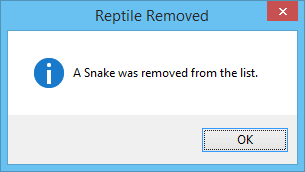 Reptile Removed
A Snake was removed from the list.
OK